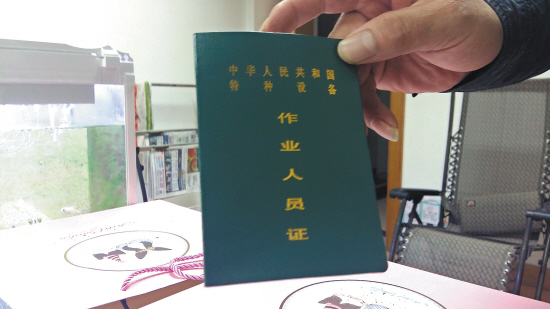 中华人民共和国
特种设备
作业人员证